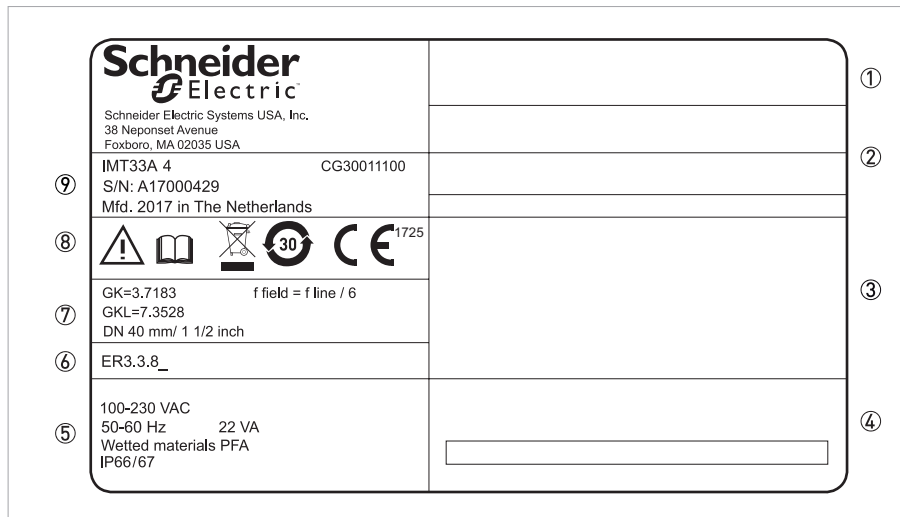 Schneider
Electric™
Schneider Electric Systems USA, Inc.
38 Neponset Avenue
Foxboro, MA 02035 USA
IMT33A 4 CG30011100
S/N: A17000429
Mfd. 2017 in The Netherlands
30 CE 1725
GK=3.7183 f field = f line / 6
GKL=7.3528
DN 40 mm/ 1 1/2 inch
ER3.3.8_
100-230 VAC
50-60 Hz 22 VA
Wetted materials PFA
IP66/67
①
②
③
④
⑤
⑥
⑦
⑧
⑨